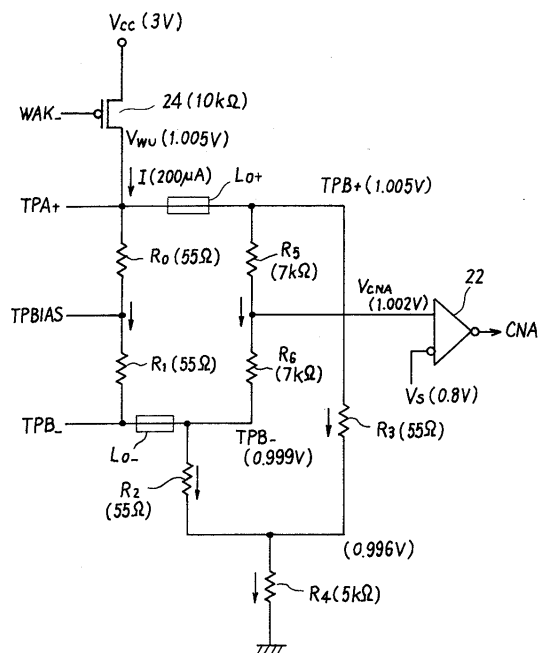 Vcc (3V)
WAK_
24 (10kΩ)
VWU (1.005V)
I (200μA)
Lo+
TPB+ (1.005V)
TPA+
R0 (55Ω)
R5
(7kΩ)
VCNA
(1.002V)
22
TPBIAS
CNA
R1 (55Ω)
R6
(7kΩ)
VS (0.8V)
TPB_
Lo-
TPB-
(0.999V)
R3 (55Ω)
R2
(55Ω)
(0.996V)
R4 (5kΩ)